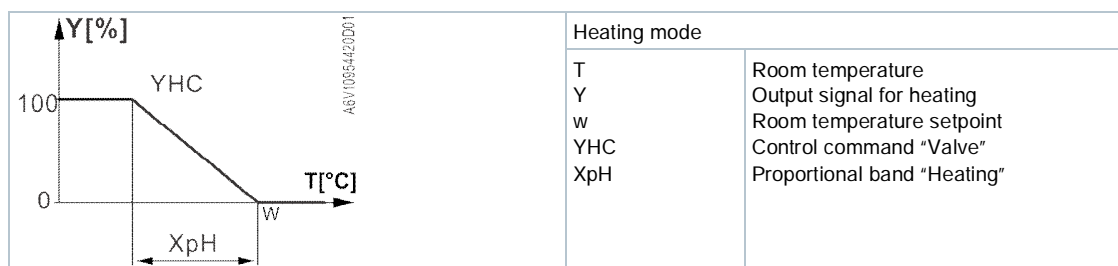 Y[%]
A6V10954420D01
YHC
100
T[°C]
0
W
XpH
Heating mode
T Room temperature
Y Output signal for heating
w Room temperature setpoint
YHC Control command "Valve"
XpH Proportional band "Heating"